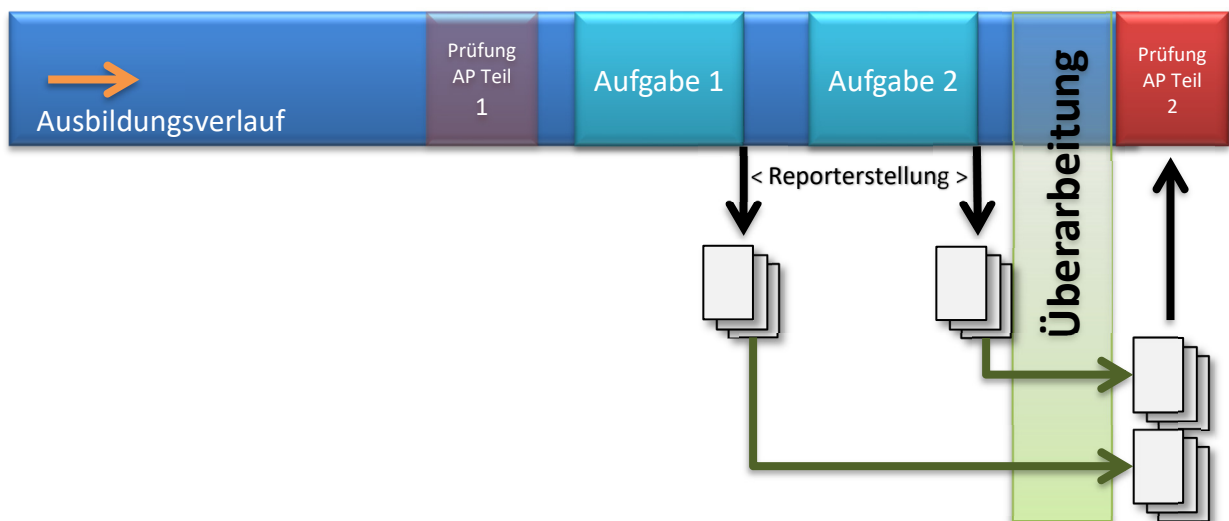 Ausbildungsverlauf
Prüfung
AP Teil
1
Aufgabe 1
Aufgabe 2
Überarbeitung
Prüfung
AP Teil
2
< Reporterstellung >